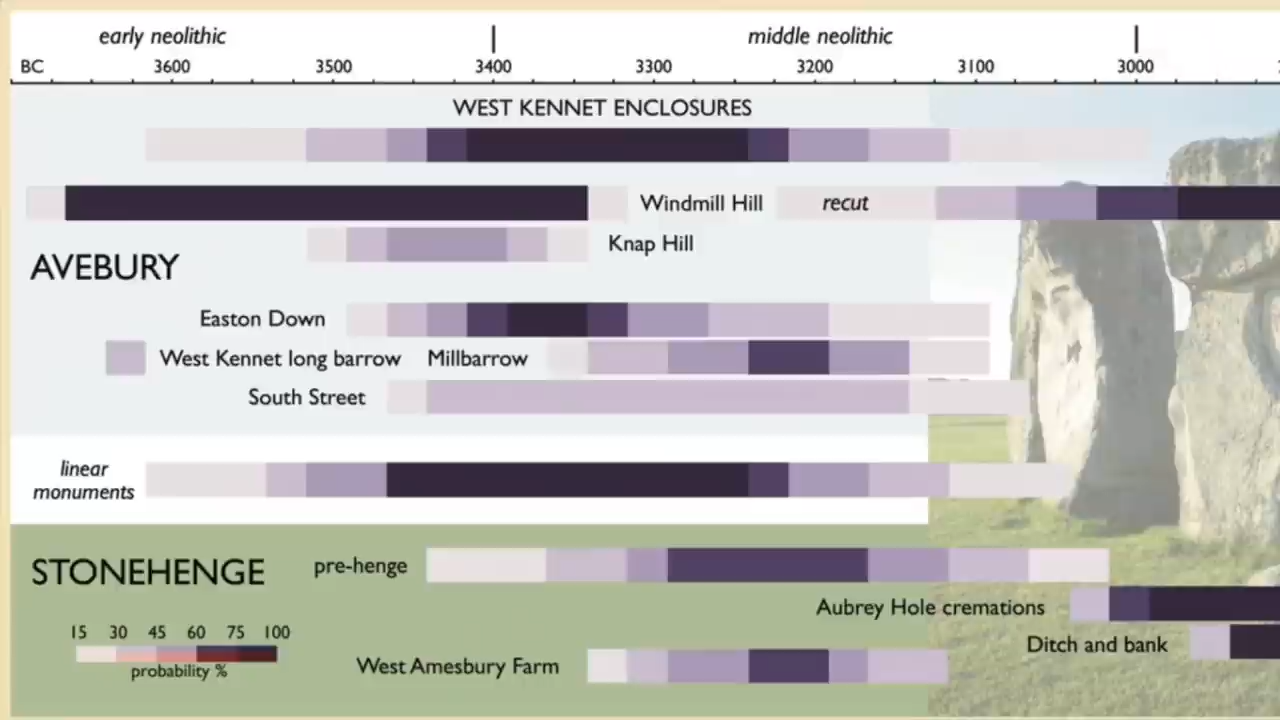 early neolithic
middle neolithic
BC 3600 3500 3400 3300 3200 3100 3000
WEST KENNET ENCLOSURES
Windmill Hill recut
Knap Hill
AVEBURY
Easton Down
West Kennet long barrow Millbarrow
South Street
linear
monuments
STONEHENGE
pre-henge
Aubrey Hole cremations
15 30 45 60 75 100
Ditch and bank
probability %
West Amesbury Farm